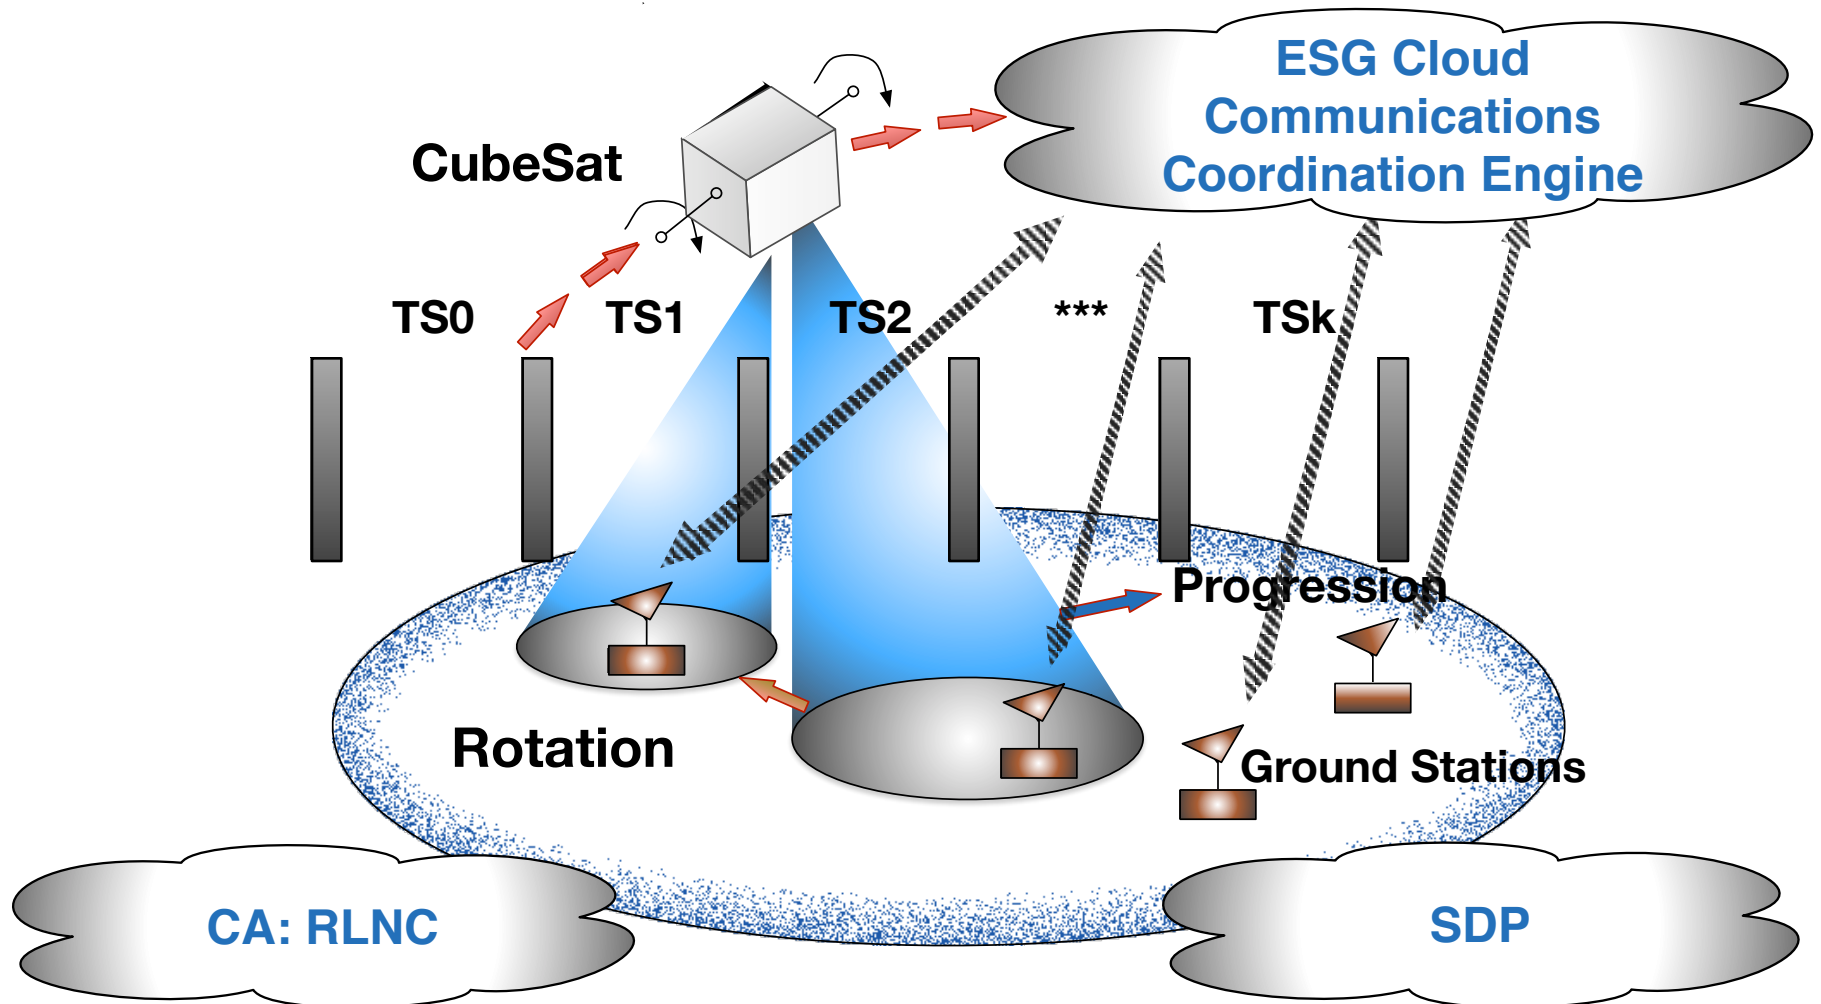 ESG Cloud
Communications
Coordination Engine
CubeSat
TS0
TS1
TS2
***
TSk
Progression
Rotation
Ground Stations
CA: RLNC
SDP